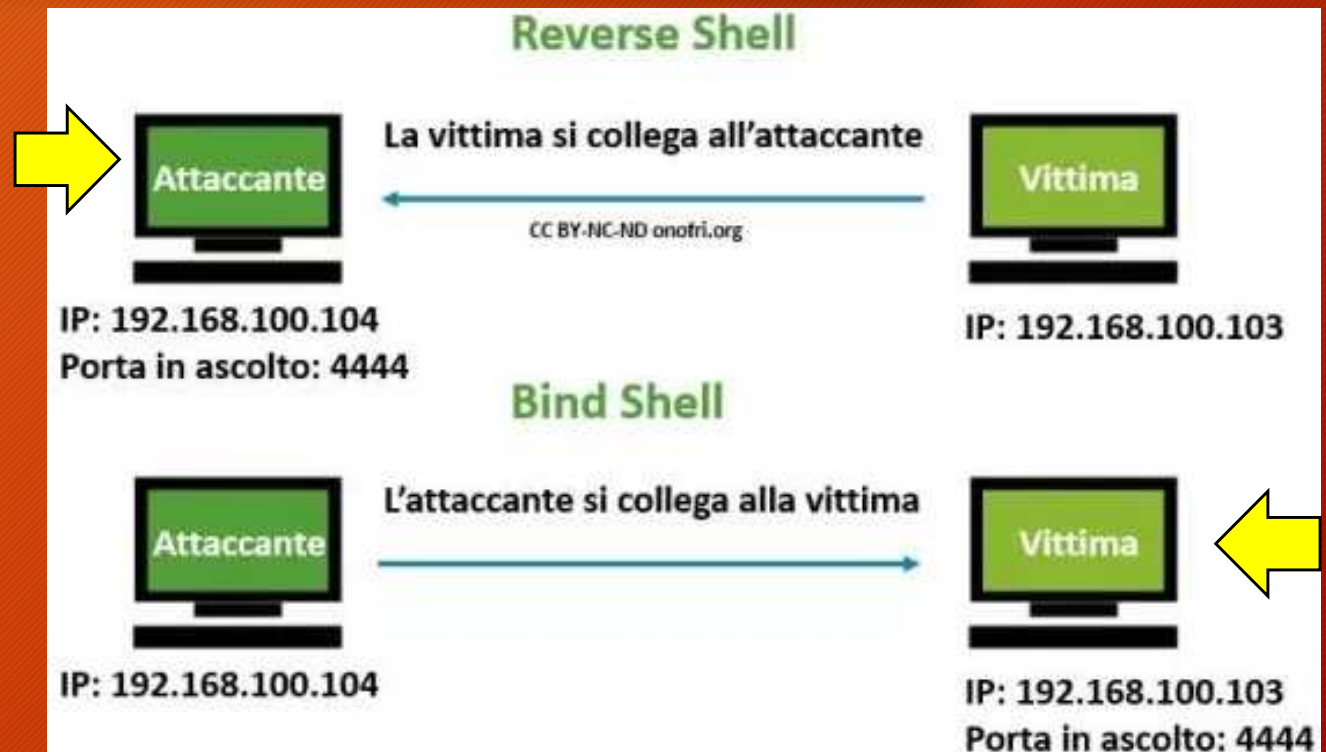 Reverse Shell
La vittima si collega all'attaccante
Attaccante
Vittima
CC BY-NC-ND onofri.org
IP: 192.168.100.104
Porta in ascolto: 4444
IP: 192.168.100.103
Bind Shell
L'attaccante si collega alla vittima
Attaccante
Vittima
IP: 192.168.100.104
IP: 192.168.100.103
Porta in ascolto: 4444